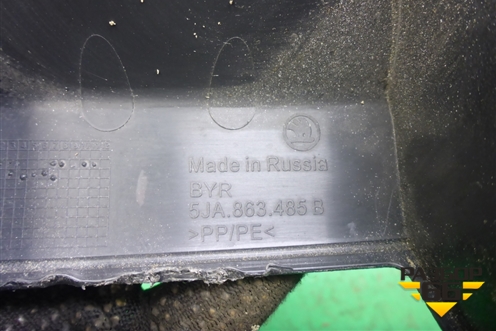 Made in Russia
BYR
5JA.863.485 B
>PP/PE<